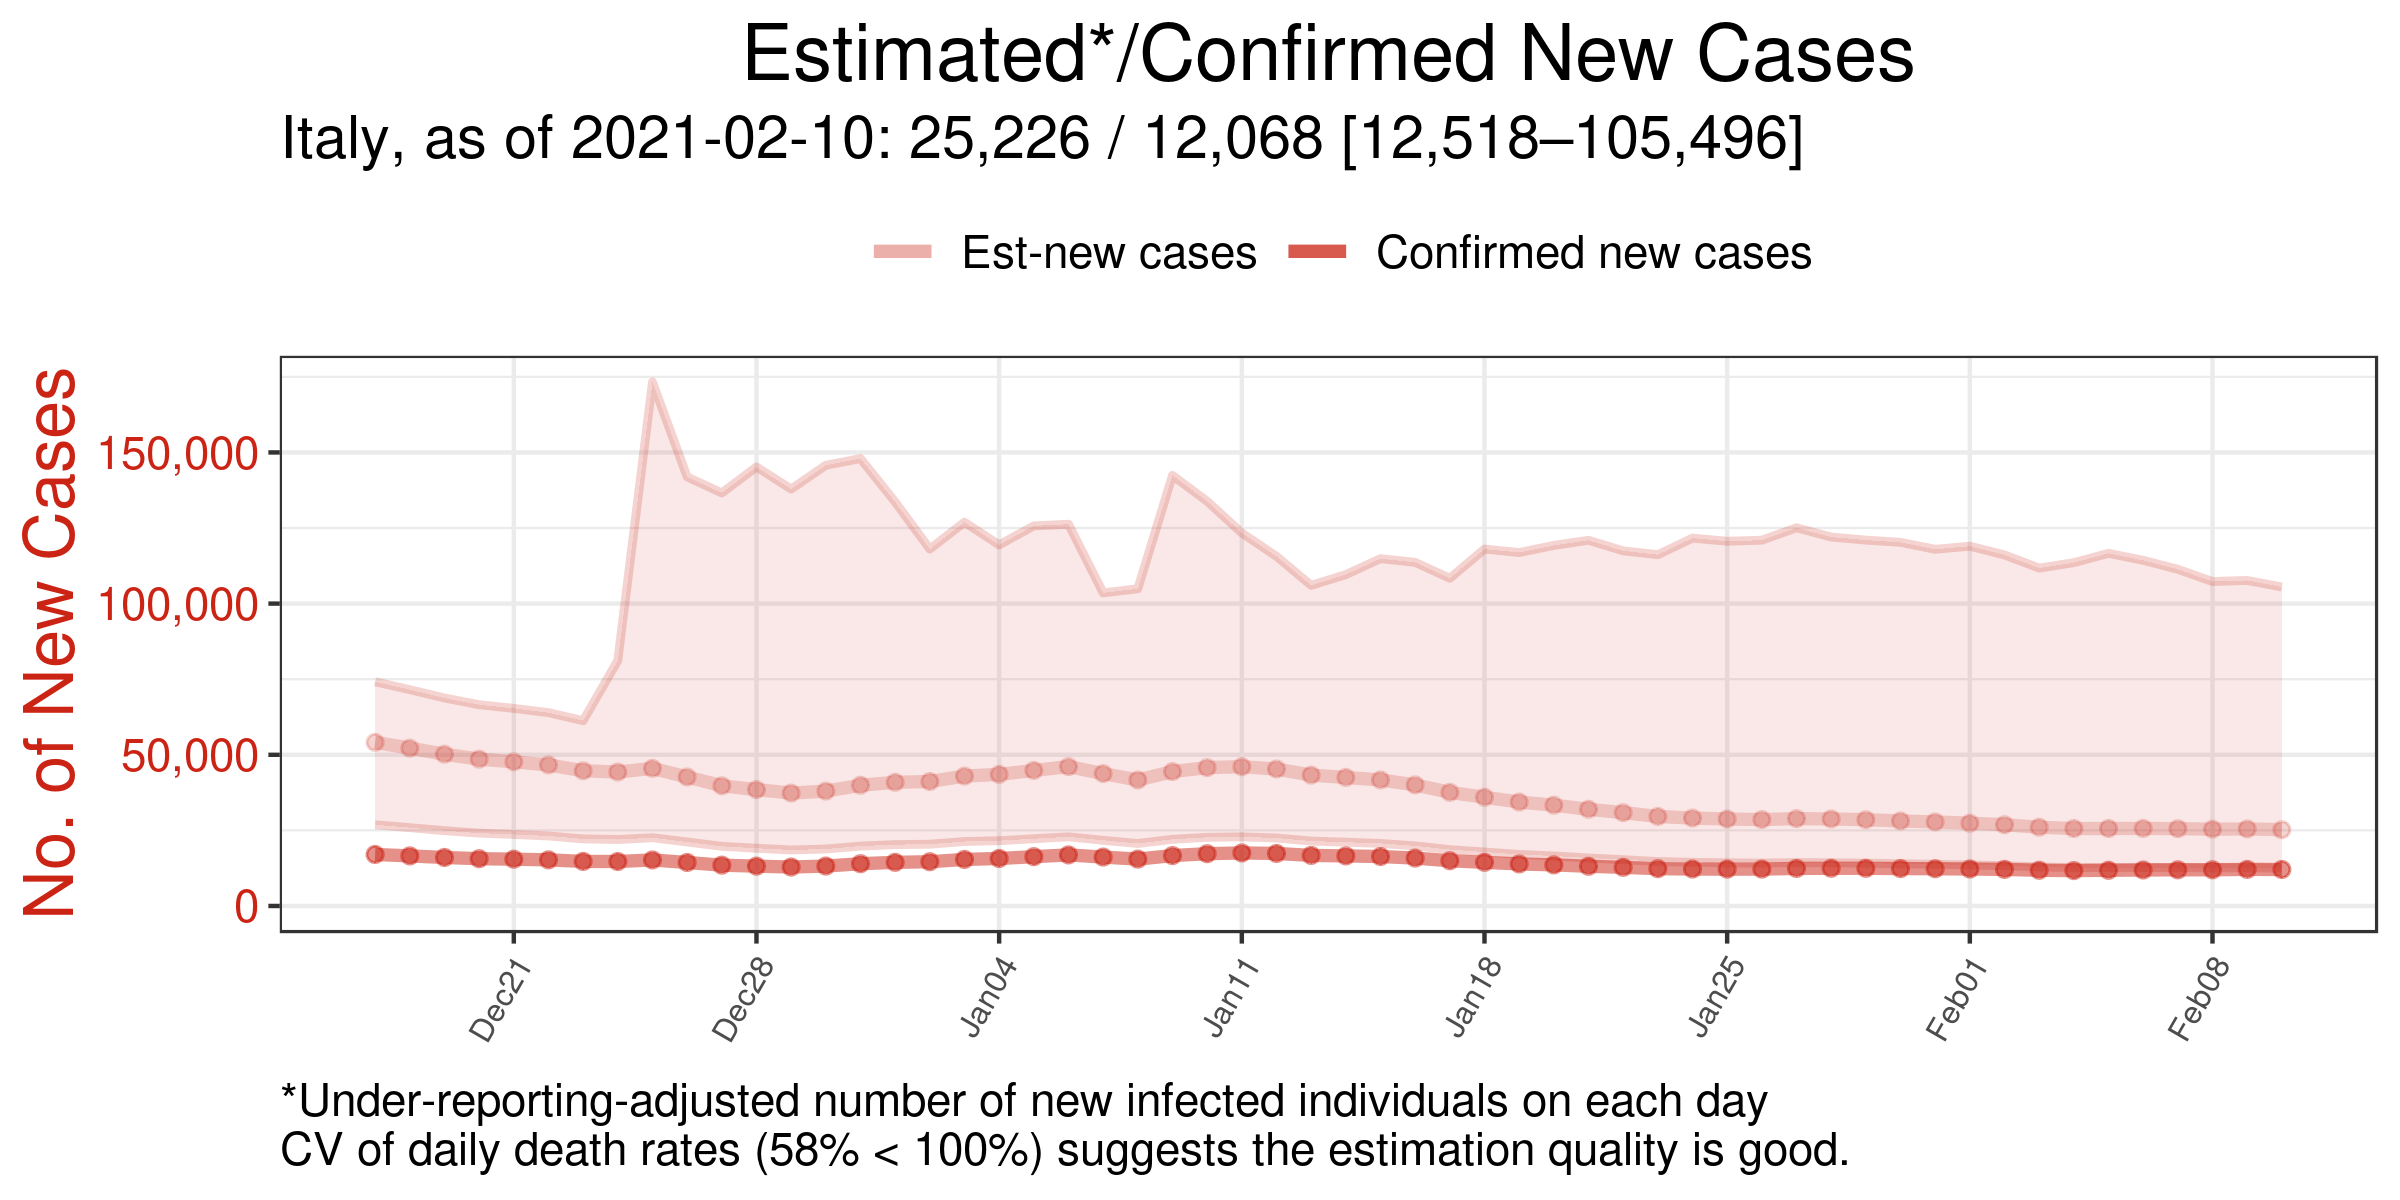 Estimated*/Confirmed New Cases
Italy, as of 2021-02-10: 25,226 / 12,068 [12,518–105,496]
Est-new cases
Confirmed new cases
No. of New Cases
150,000
100,000
50,000
0
Dec21
Dec28
Jan04
Jan11
Jan18
Jan25
Feb01
Feb08
*Under-reporting-adjusted number of new infected individuals on each day
CV of daily death rates (58% < 100%) suggests the estimation quality is good.